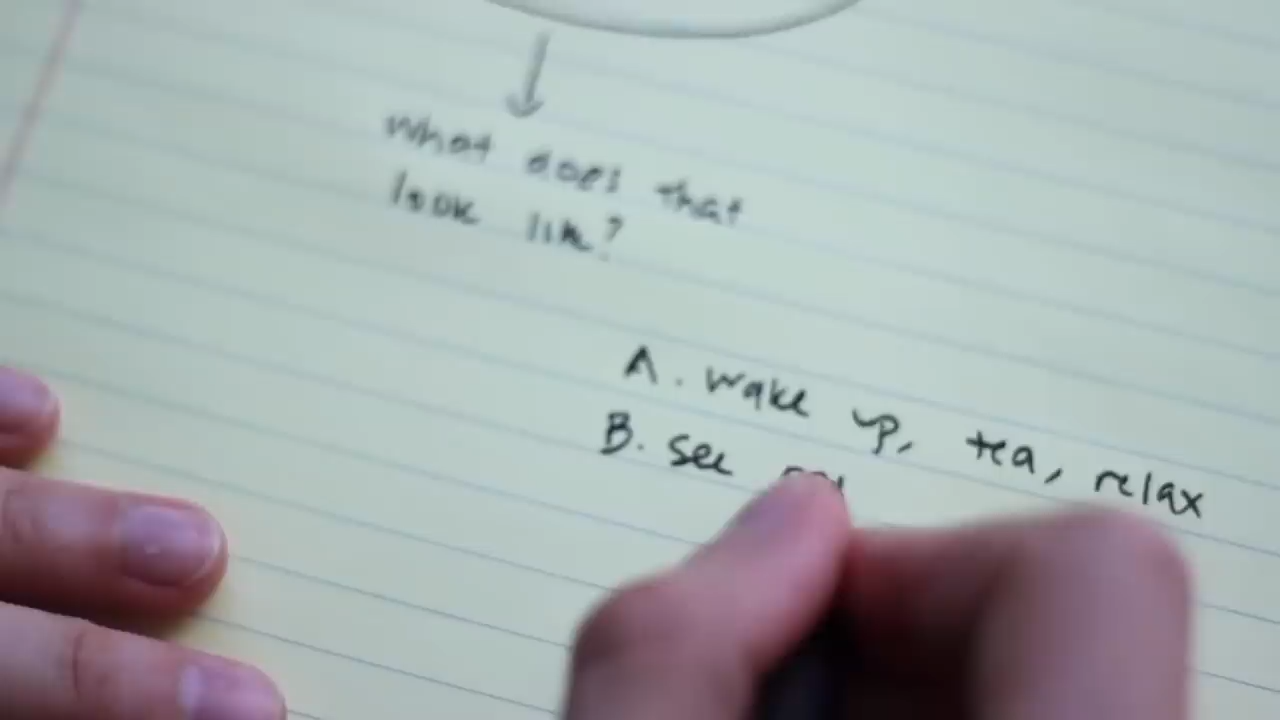 What does that
look like?
A. wake up, tea, relax
B. see